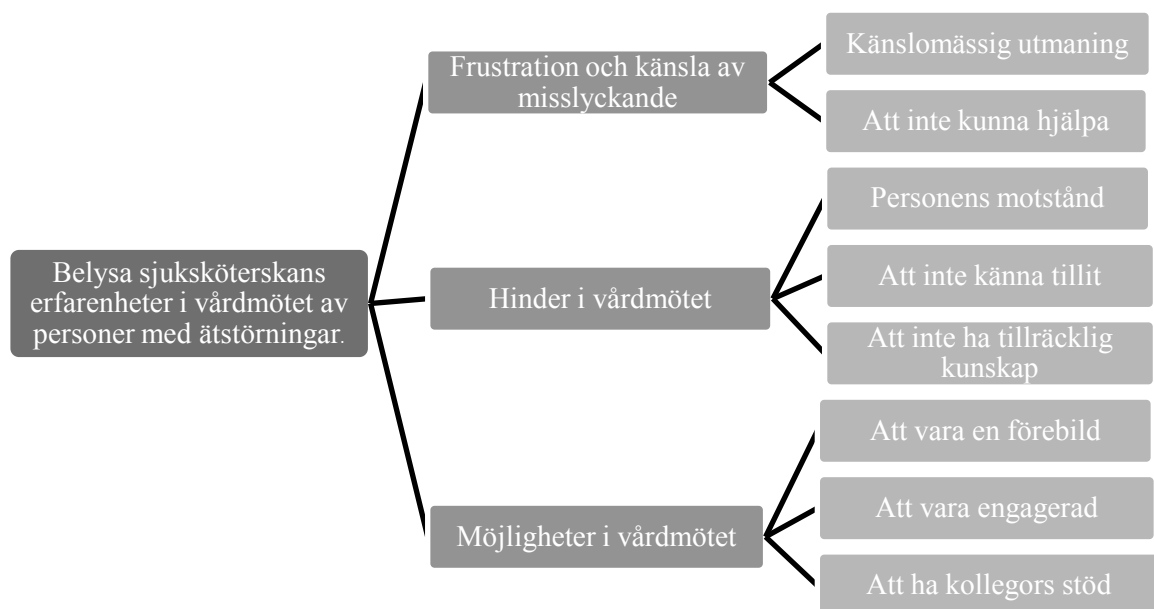 Belysa sjuksköterskans
erfarenheter i vårdmötet av
personer med ätstörningar.
Frustration och känsla av
misslyckande
Känslomässig utmaning
Att inte kunna hjälpa
Hinder i vårdmötet
Personens motstånd
Att inte känna tillit
Att inte ha tillräcklig
kunskap
Möjligheter i vårdmötet
Att vara en förebild
Att vara engagerad
Att ha kollegors stöd